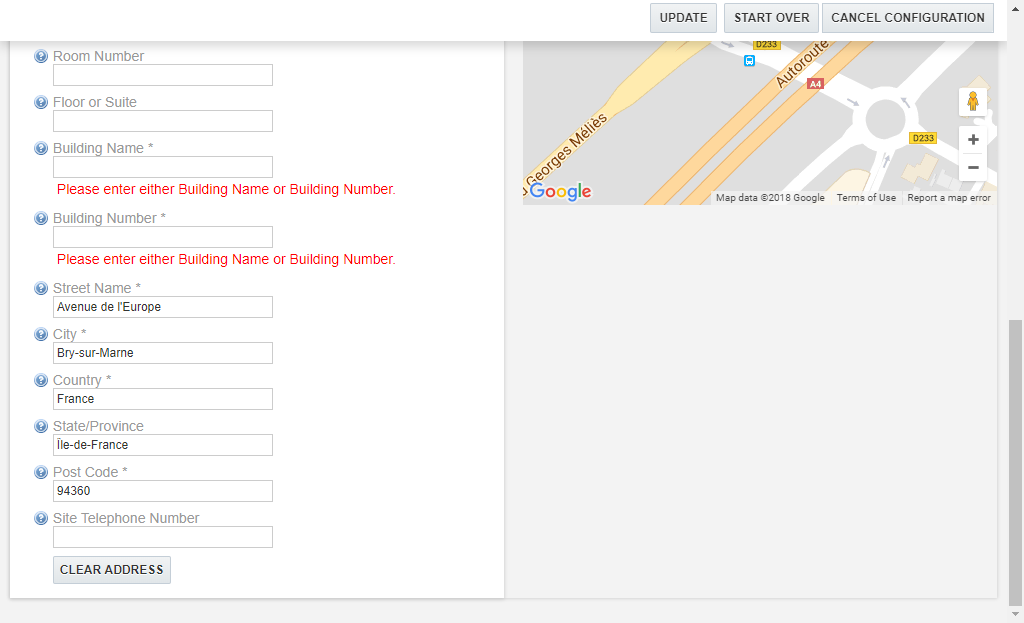 UPDATE
START OVER
CANCEL CONFIGURATION
Room Number
Floor or Suite
Building Name *
Please enter either Building Name or Building Number.
Building Number *
Please enter either Building Name or Building Number.
Street Name *
Avenue de l'Europe
City *
Bry-sur-Marne
Country *
France
State/Province
Île-de-France
Post Code *
94360
Site Telephone Number
CLEAR ADDRESS
D233
Autoroute
A4
D233
Georges Méliès
Google
Map data ©2018 Google
Terms of Use
Report a map error